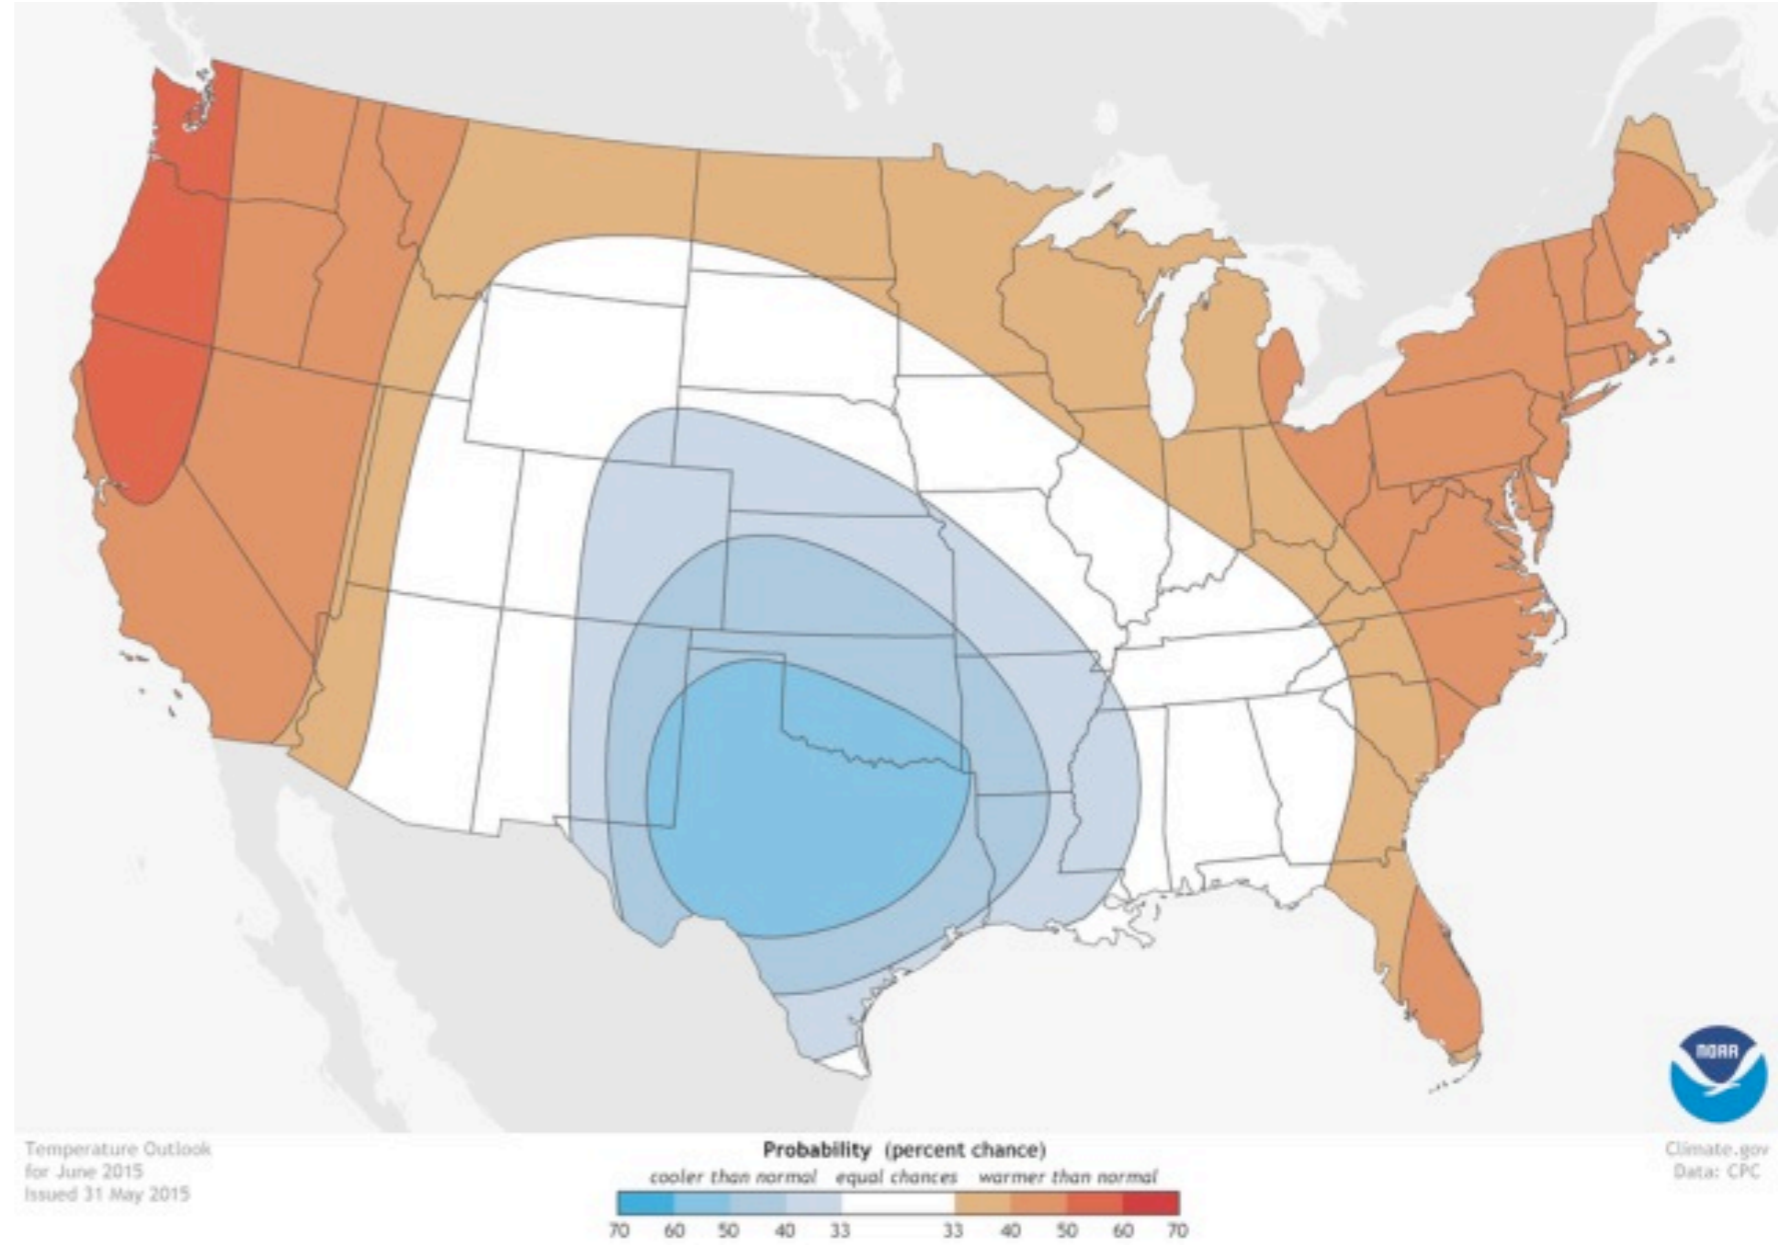 NOAA
Temperature Outlook
for June 2015
Issued 31 May 2015
Probability (percent chance)
cooler than normal equal chances warmer than normal
70 60 50 40 33 33 40 50 60 70
Climate.gov
Data: CPC